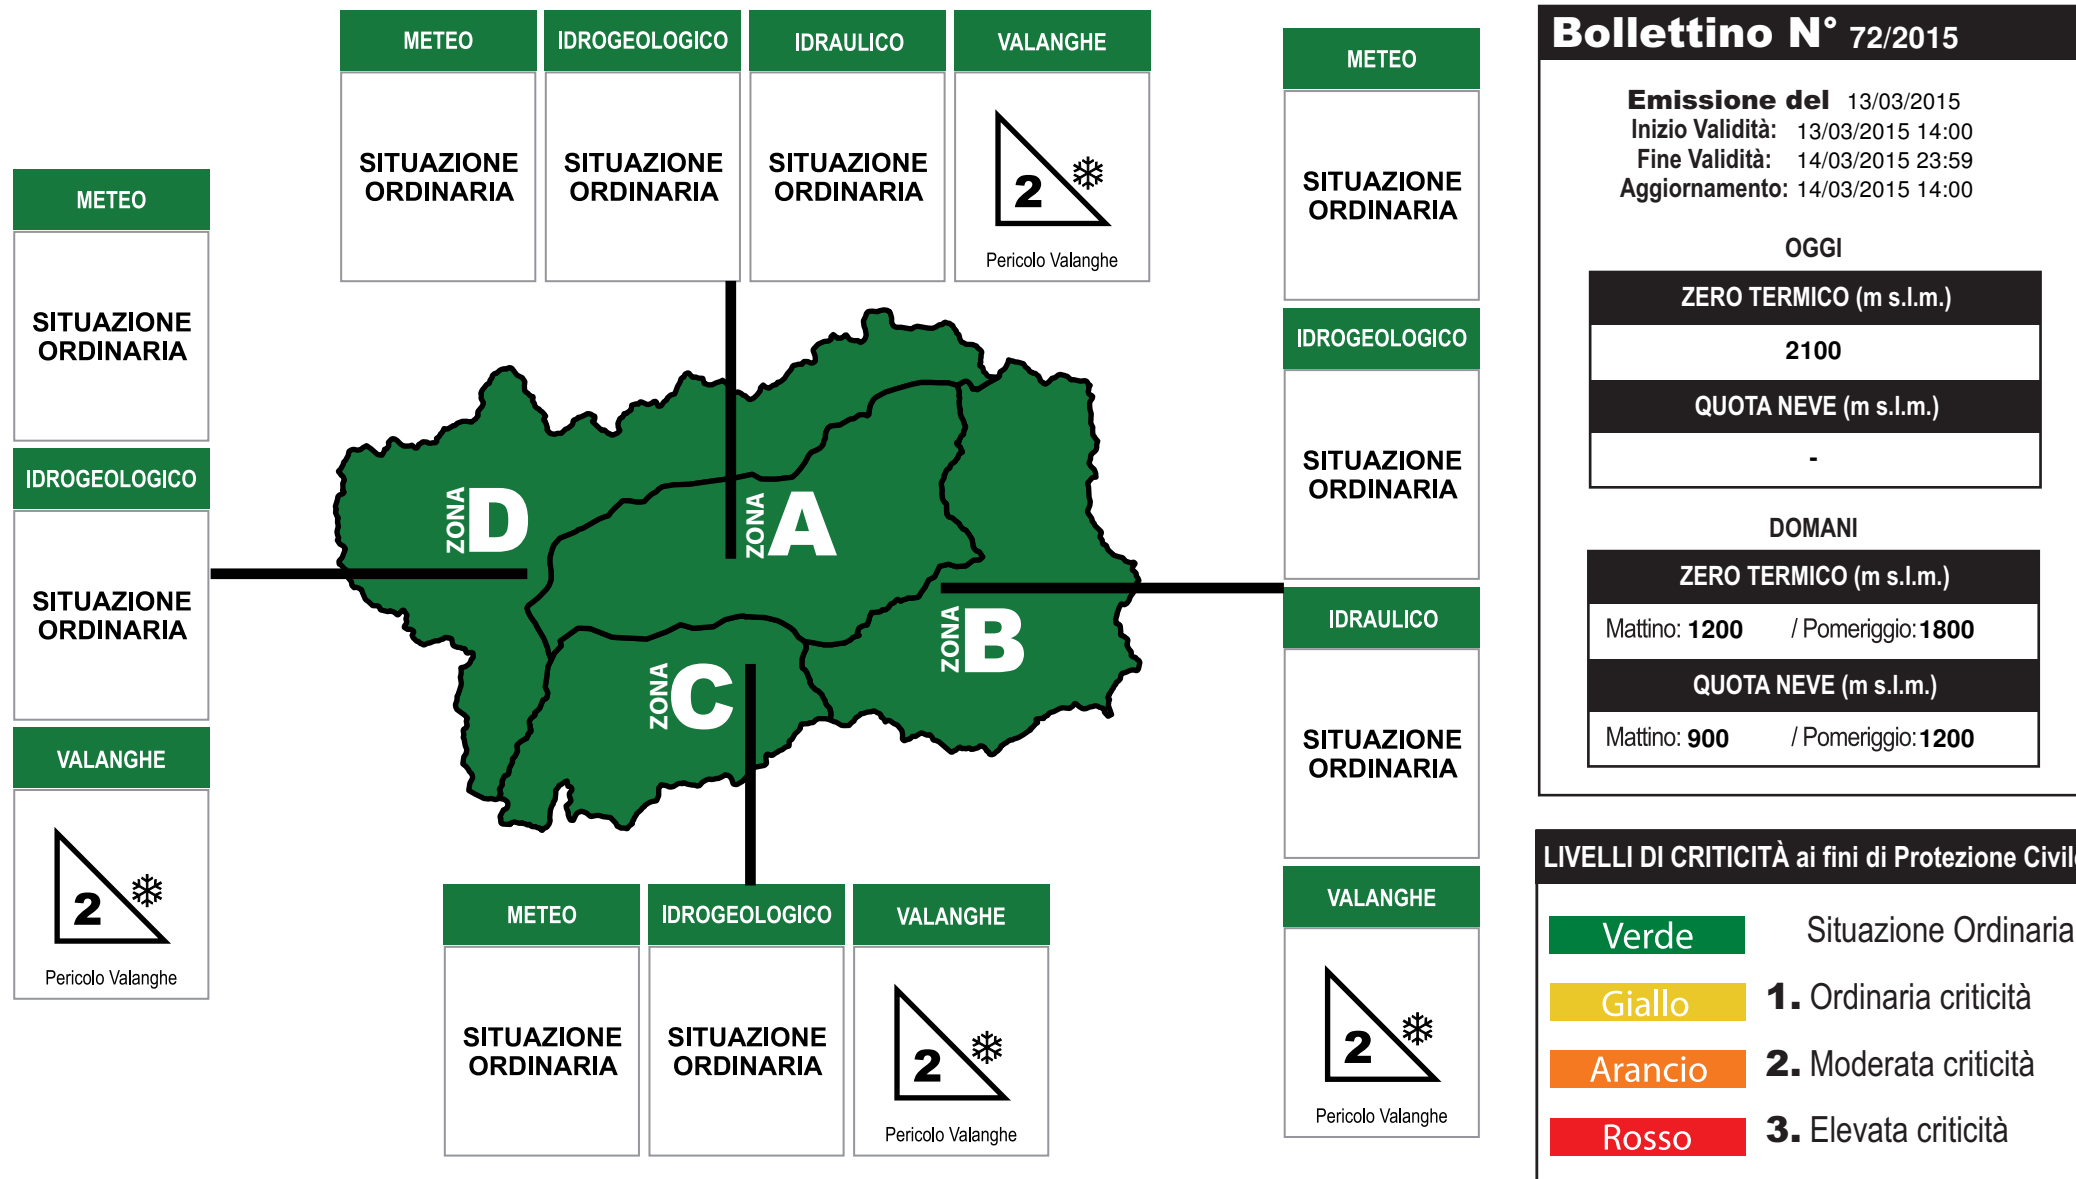 METEO
IDROGEOLOGICO
IDRAULICO
VALANGHE
SITUAZIONE
ORDINARIA
SITUAZIONE
ORDINARIA
SITUAZIONE
ORDINARIA
2
Pericolo Valanghe
METEO
SITUAZIONE
ORDINARIA
IDROGEOLOGICO
SITUAZIONE
ORDINARIA
VALANGHE
2
Pericolo Valanghe
ZONA D
ZONA A
ZONA B
ZONA C
METEO
IDROGEOLOGICO
VALANGHE
SITUAZIONE
ORDINARIA
SITUAZIONE
ORDINARIA
2
Pericolo Valanghe
METEO
SITUAZIONE
ORDINARIA
IDROGEOLOGICO
SITUAZIONE
ORDINARIA
IDRAULICO
SITUAZIONE
ORDINARIA
VALANGHE
2
Pericolo Valanghe
Bollettino N° 72/2015
Emissione del 13/03/2015
Inizio Validità: 13/03/2015 14:00
Fine Validità: 14/03/2015 23:59
Aggiornamento: 14/03/2015 14:00
OGGI
ZERO TERMICO (m s.l.m.)
2100
QUOTA NEVE (m s.l.m.)
-
DOMANI
ZERO TERMICO (m s.l.m.)
Mattino: 1200 / Pomeriggio: 1800
QUOTA NEVE (m s.l.m.)
Mattino: 900 / Pomeriggio: 1200
LIVELLI DI CRITICITÀ ai fini di Protezione Civile
Verde Situazione Ordinaria
Giallo 1. Ordinaria criticità
Arancio 2. Moderata criticità
Rosso 3. Elevata criticità